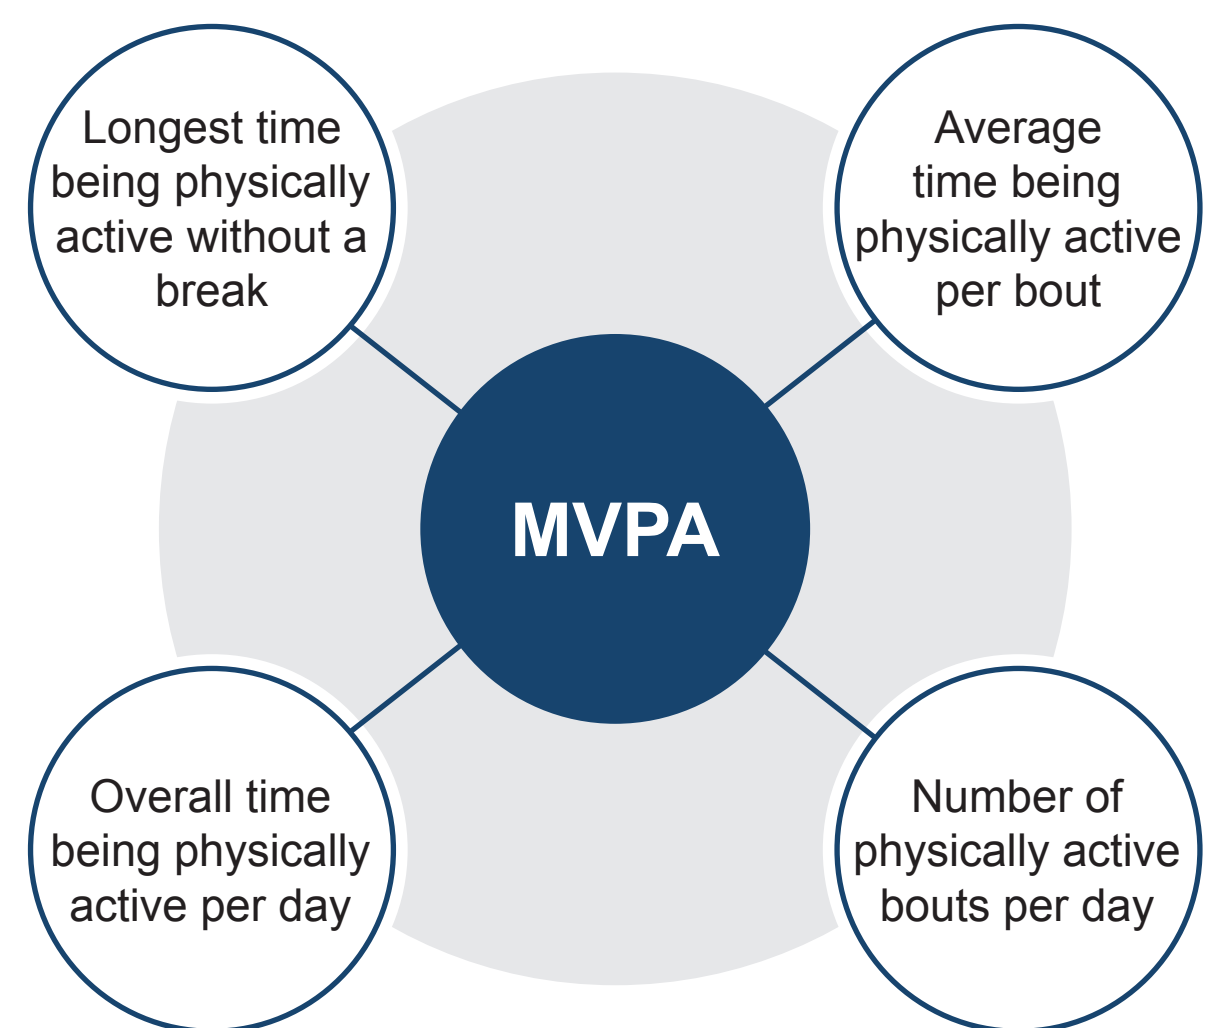 Longest time
being physically
active without a
break
Average
time being
physically active
per bout
MVPA
Overall time
being physically
active per day
Number of
physically active
bouts per day